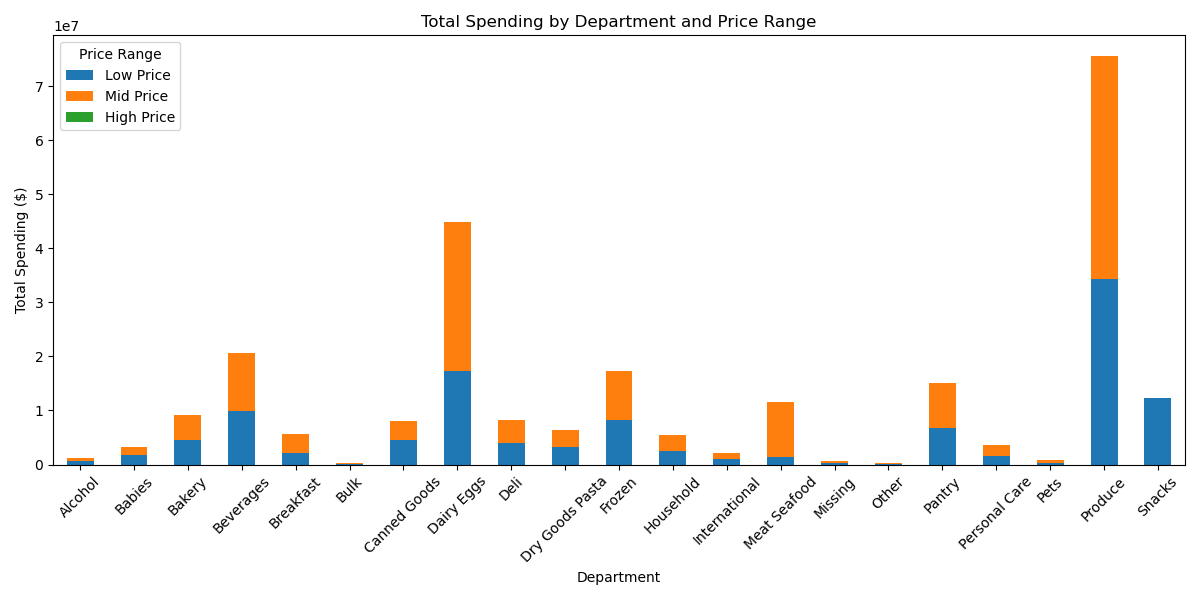 Total Spending by Department and Price Range
1e7
Price Range
Low Price
Mid Price
High Price
7
6
5
4
3
2
1
0
Total Spending ($)
Alcohol
Babies
Bakery
Beverages
Breakfast
Bulk
Canned Goods
Dairy Eggs
Deli
Dry Goods Pasta
Frozen
Household
International
Meat Seafood
Missing
Other
Pantry
Personal Care
Pets
Produce
Snacks
Department